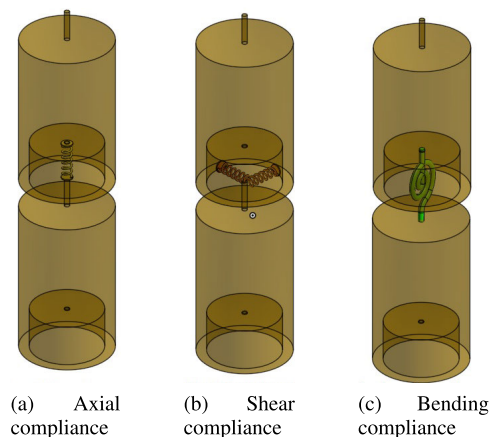 (a) Axial
compliance
(b) Shear
compliance
(c) Bending
compliance